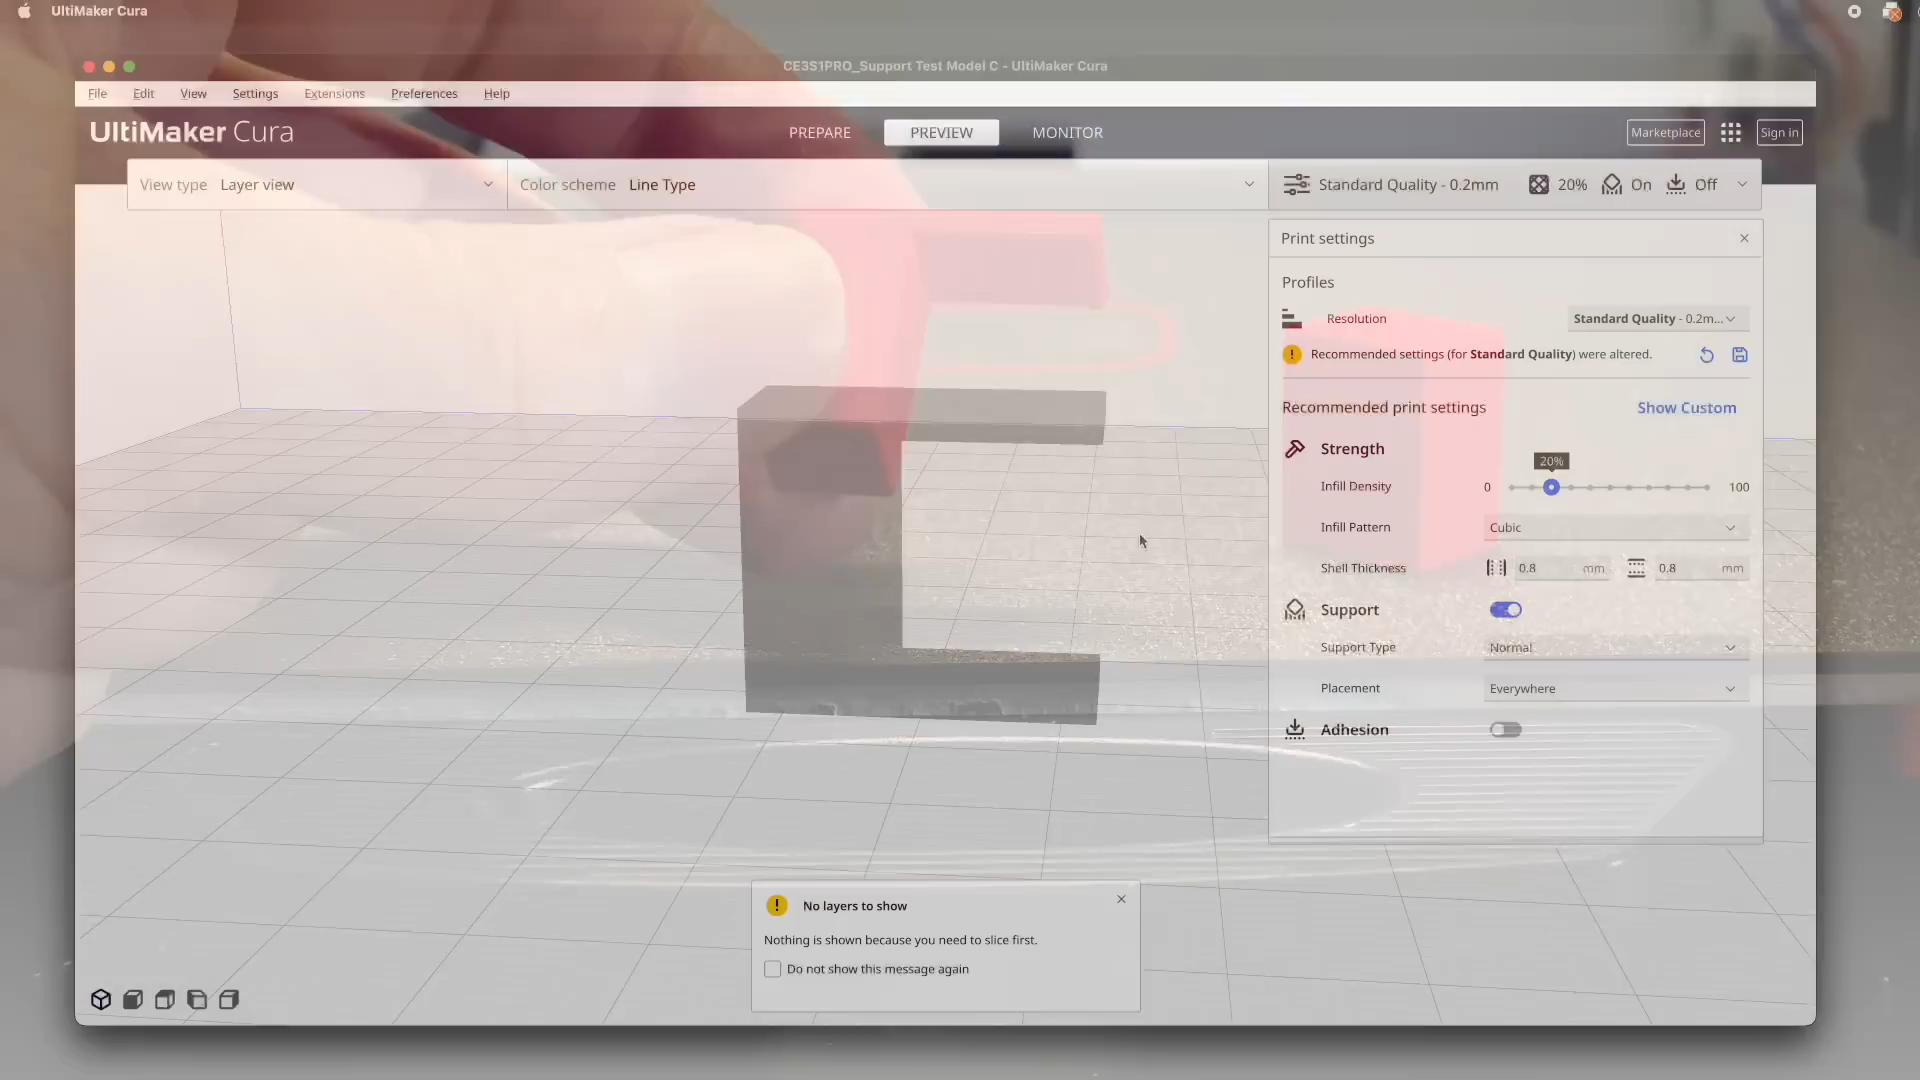 UltiMaker Cura
CE3S1PRO_Support Test Model C - UltiMaker Cura
File Edit View Settings Extensions Preferences Help
UltiMaker Cura PREPARE PREVIEW MONITOR Marketplace Sign in
View type Layer view Color scheme Line Type Standard Quality - 0.2mm 20% On Off
Print settings
Profiles
Resolution Standard Quality - 0.2m...
Recommended settings (for Standard Quality) were altered.
Recommended print settings Show Custom
Strength
20%
Infill Density 0 100
Infill Pattern Cubic
Shell Thickness 0.8 mm 0.8 mm
Support
Support Type Normal
Placement Everywhere
Adhesion
No layers to show
Nothing is shown because you need to slice first.
Do not show this message again